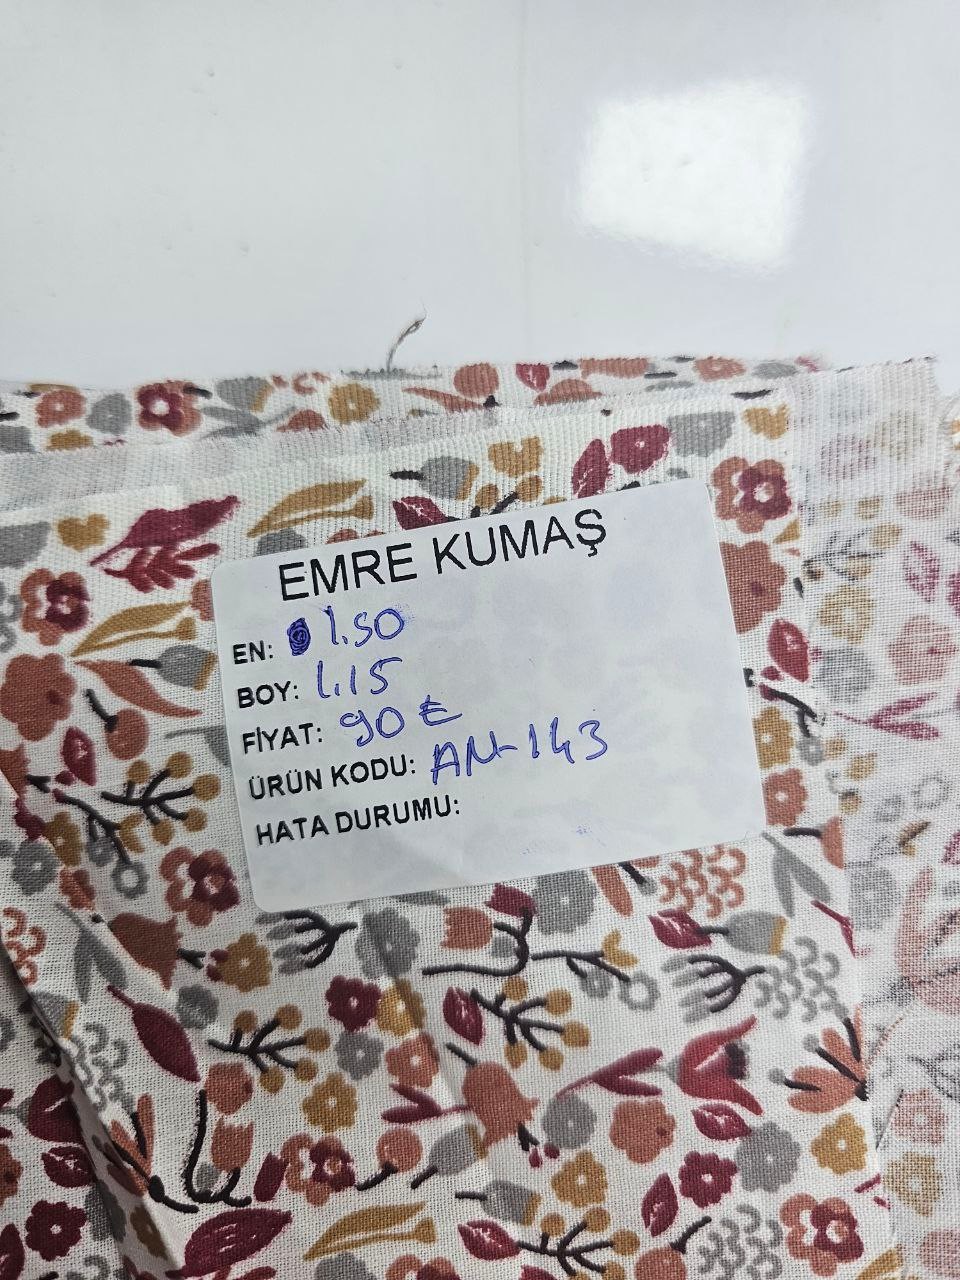 EMRE KUMAŞ
EN: 1.50
BOY: 1.15
FİYAT: 90 ₺
ÜRÜN KODU: AN-143
HATA DURUMU: